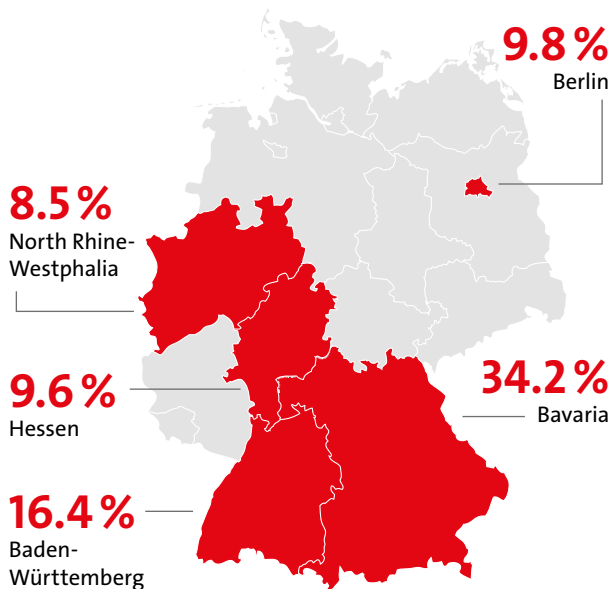 9.8 %
Berlin
8.5 %
North Rhine-
Westphalia
9.6 %
Hessen
34.2 %
Bavaria
16.4 %
Baden-
Württemberg